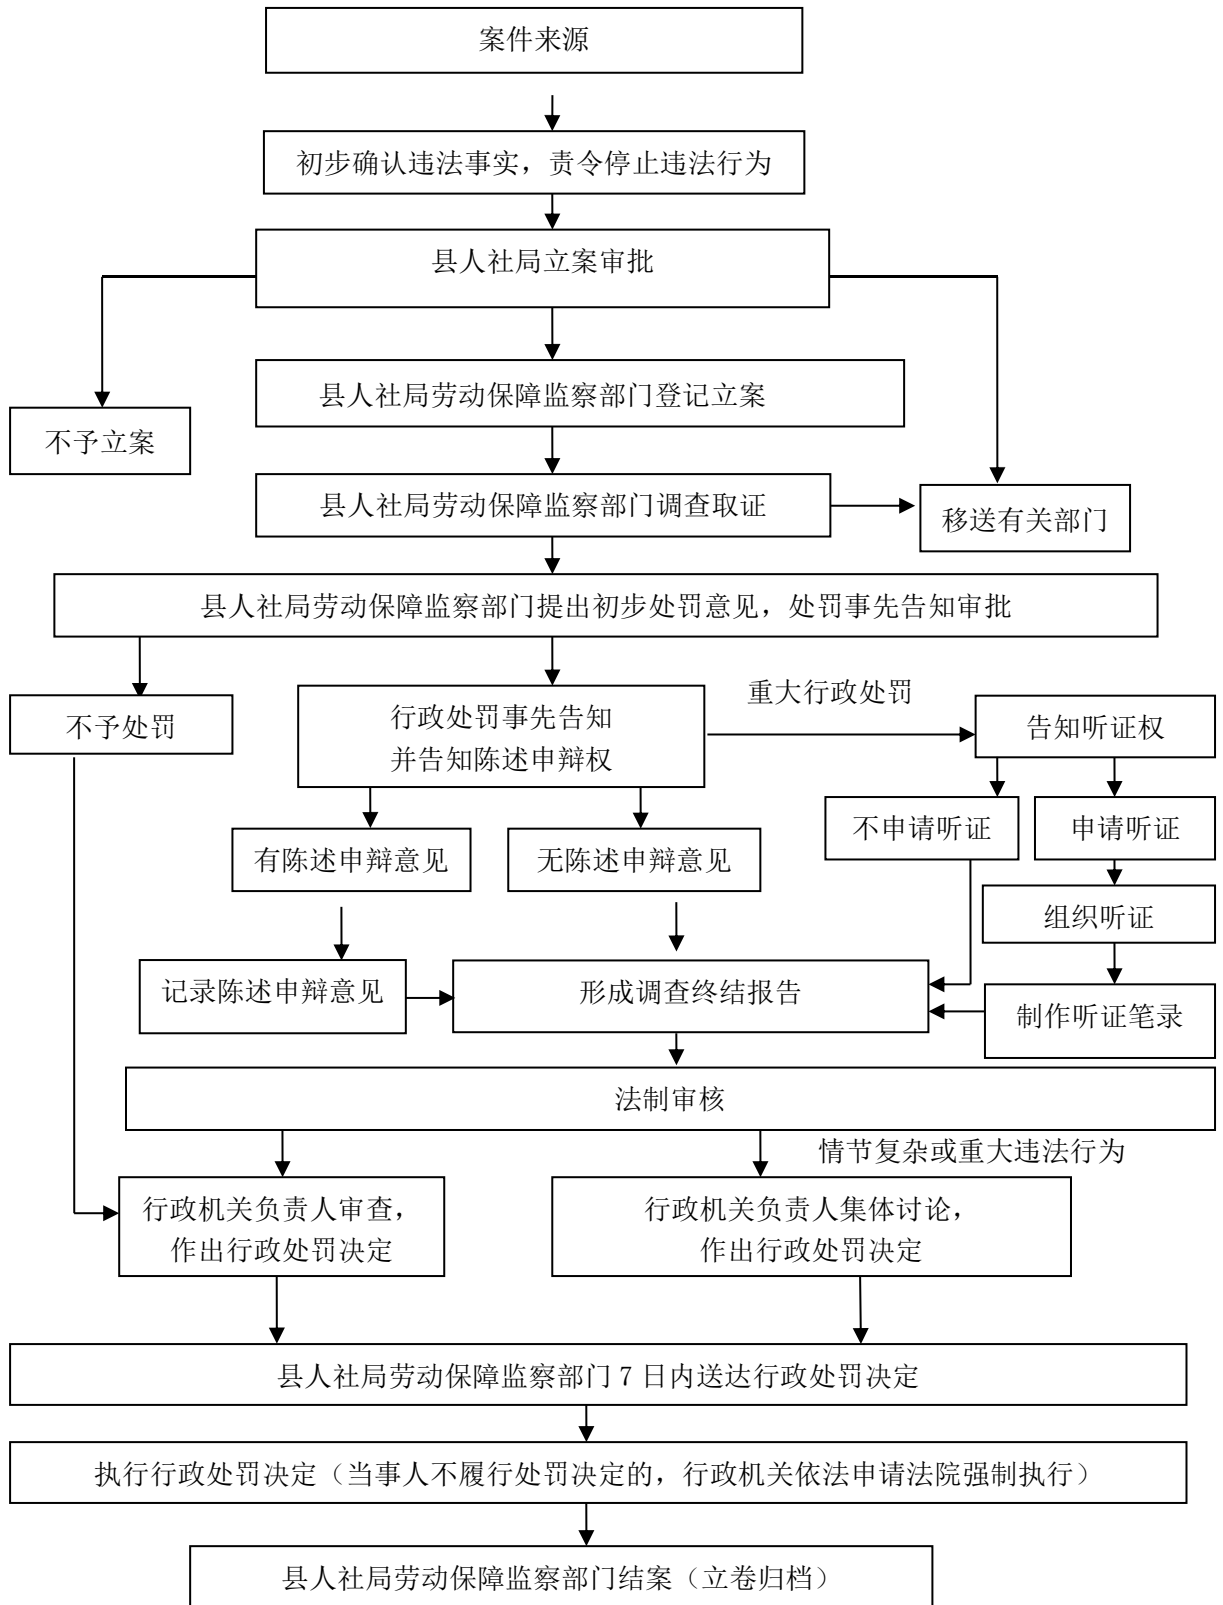 案件来源
初步确认违法事实，责令停止违法行为
县人社局立案审批
县人社局劳动保障监察部门登记立案
不予立案
县人社局劳动保障监察部门调查取证
移送有关部门
县人社局劳动保障监察部门提出初步处罚意见，处罚事先告知审批
不予处罚
行政处罚事先告知
并告知陈述申辩权
重大行政处罚
告知听证权
不申请听证
申请听证
有陈述申辩意见
无陈述申辩意见
组织听证
记录陈述申辩意见
形成调查终结报告
制作听证笔录
法制审核
情节复杂或重大违法行为
行政机关负责人审查，
作出行政处罚决定
行政机关负责人集体讨论，
作出行政处罚决定
县人社局劳动保障监察部门 7 日内送达行政处罚决定
执行行政处罚决定（当事人不履行处罚决定的，行政机关依法申请法院强制执行）
县人社局劳动保障监察部门结案（立卷归档）